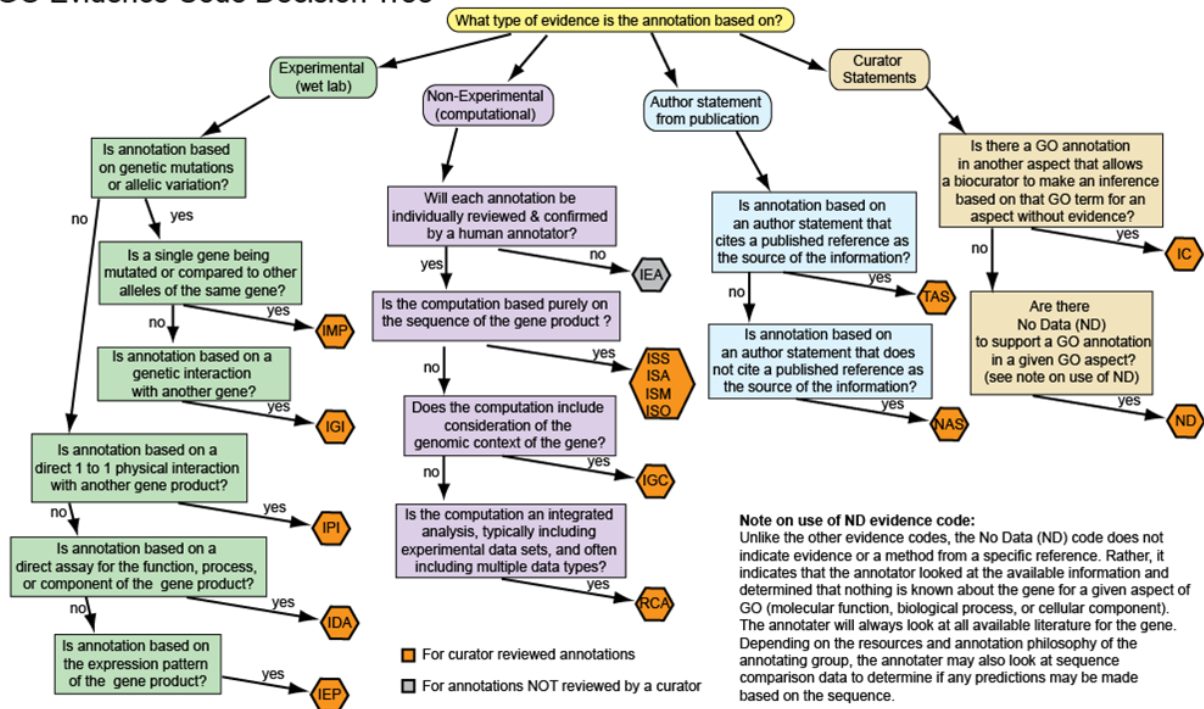 GO Evidence Code Decision Tree
What type of evidence is the annotation based on?
Experimental
(wet lab)
Non-Experimental
(computational)
Author statement
from publication
Curator
Statements
Is annotation based
on genetic mutations
or allelic variation?
no
yes
Is a single gene being
mutated or compared to other
alleles of the same gene?
yes
IMP
no
Is annotation based on a
genetic interaction
with another gene?
yes
IGI
Is annotation based on a
direct 1 to 1 physical interaction
with another gene product?
yes
IPI
no
Is annotation based on a
direct assay for the function, process,
or component of the gene product?
yes
IDA
no
Is annotation based on
the expression pattern
of the gene product?
yes
IEP
Will each annotation be
individually reviewed & confirmed
by a human annotator?
no
IEA
yes
Is the computation based purely on
the sequence of the gene product ?
yes
ISS
ISA
ISM
ISO
no
Does the computation include
consideration of the
genomic context of the gene?
yes
IGC
no
Is the computation an integrated
analysis, typically including
experimental data sets, and often
including multiple data types?
yes
RCA
Is annotation based on
an author statement that
cites a published reference as
the source of the information?
yes
TAS
no
Is annotation based on
an author statement that does
not cite a published reference as
the source of the information?
yes
NAS
Is there a GO annotation
in another aspect that allows
a biocurator to make an inference
based on that GO term for an
aspect without evidence?
yes
IC
no
Are there
No Data (ND)
to support a GO annotation
in a given GO aspect?
(see note on use of ND)
yes
ND
For curator reviewed annotations
For annotations NOT reviewed by a curator
Note on use of ND evidence code:
Unlike the other evidence codes, the No Data (ND) code does not
indicate evidence or a method from a specific reference. Rather, it
indicates that the annotator looked at the available information and
determined that nothing is known about the gene for a given aspect of
GO (molecular function, biological process, or cellular component).
The annotater will always look at all available literature for the gene.
Depending on the resources and annotation philosophy of the
annotating group, the annotater may also look at sequence
comparison data to determine if any predictions may be made
based on the sequence.